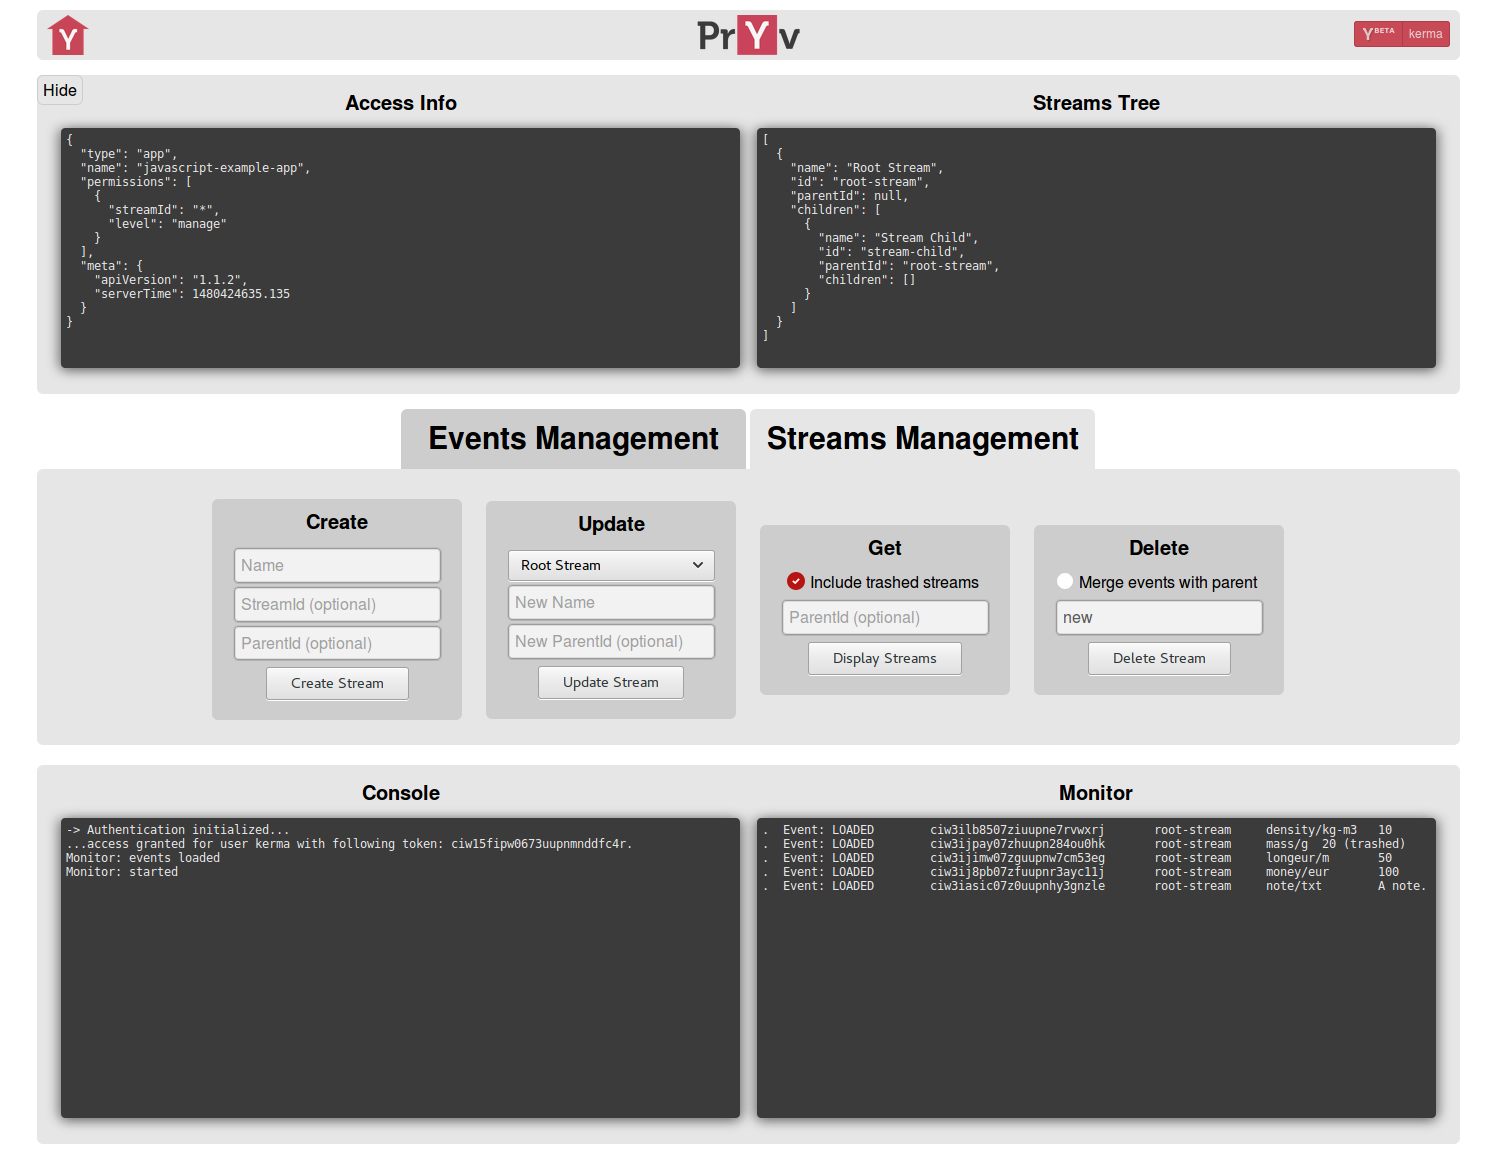 Y
PrYv
Y BETA kerma
Hide
Access Info
{
  "type": "app",
  "name": "javascript-example-app",
  "permissions": [
    {
      "streamId": "*",
      "level": "manage"
    }
  ],
  "meta": {
    "apiVersion": "1.1.2",
    "serverTime": 1480424635.135
  }
}
Streams Tree
[
  {
    "name": "Root Stream",
    "id": "root-stream",
    "parentId": null,
    "children": [
      {
        "name": "Stream Child",
        "id": "stream-child",
        "parentId": "root-stream",
        "children": []
      }
    ]
  }
]
Events Management
Streams Management
Create
Name
StreamId (optional)
ParentId (optional)
Create Stream
Update
Root Stream
New Name
New ParentId (optional)
Update Stream
Get
Include trashed streams
ParentId (optional)
Display Streams
Delete
Merge events with parent
new
Delete Stream
Console
-> Authentication initialized...
...access granted for user kerma with following token: ciw15fipw0673uupnmnddfc4r.
Monitor: events loaded
Monitor: started
Monitor
. Event: LOADED ciw3ilb8507ziuupne7rvwxrj root-stream density/kg-m3 10
. Event: LOADED ciw3ijpay07zhuupn284ou0hk root-stream mass/g 20 (trashed)
. Event: LOADED ciw3ijimw07zguupnw7cm53eg root-stream longeur/m 50
. Event: LOADED ciw3ij8pb07zfuupnr3ayc11j root-stream money/eur 100
. Event: LOADED ciw3iasic07z0uupnhy3gnzle root-stream note/txt A note.